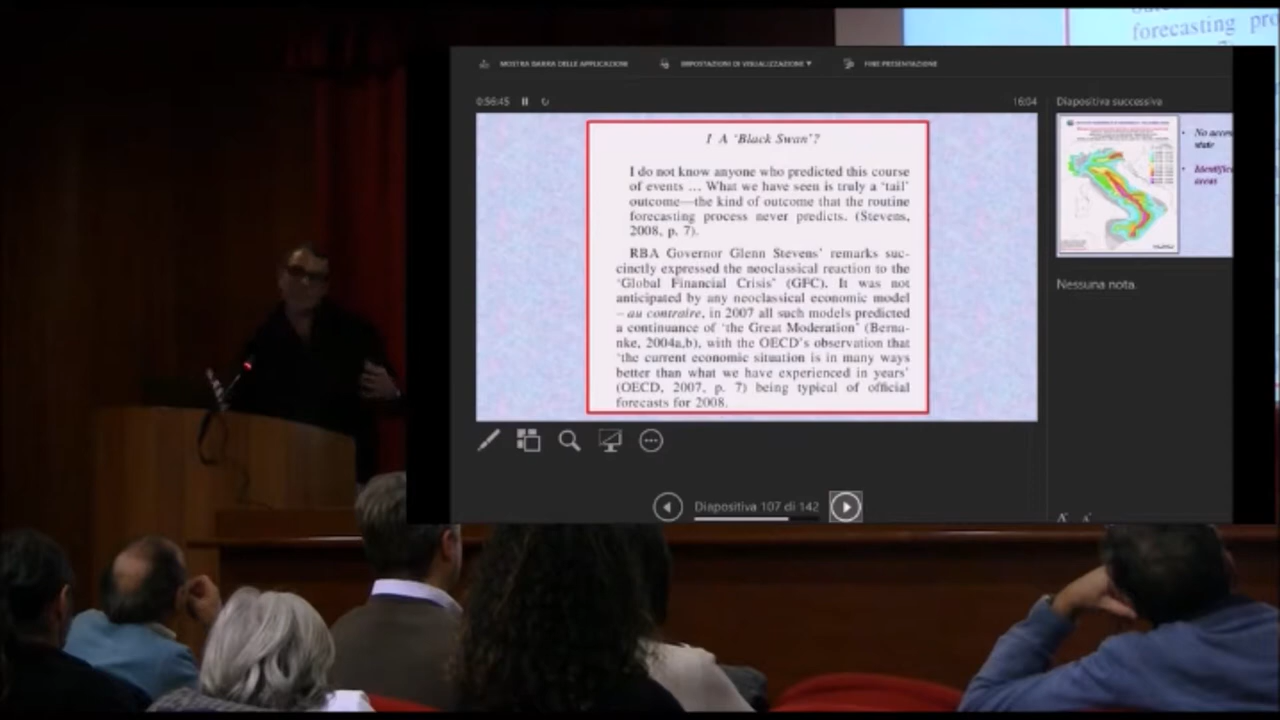 forecasting pro
MOSTRA BARRA DELLE APPLICAZIONI
IMPOSTAZIONI DI VISUALIZZAZIONE ▼
FINE PRESENTAZIONE
0:56:45
16:04
Diapositiva successiva
I A 'Black Swan'?
I do not know anyone who predicted this course
of events ... What we have seen is truly a 'tail'
outcome—the kind of outcome that the routine
forecasting process never predicts. (Stevens,
2008, p. 7).
RBA Governor Glenn Stevens' remarks suc-
cinctly expressed the neoclassical reaction to the
'Global Financial Crisis' (GFC). It was not
anticipated by any neoclassical economic model
– au contraire, in 2007 all such models predicted
a continuance of 'the Great Moderation' (Berna-
nke, 2004a,b), with the OECD's observation that
'the current economic situation is in many ways
better than what we have experienced in years'
(OECD, 2007, p. 7) being typical of official
forecasts for 2008.
• No accen
state
• Identific
areas
Nessuna nota.
Diapositiva 107 di 142